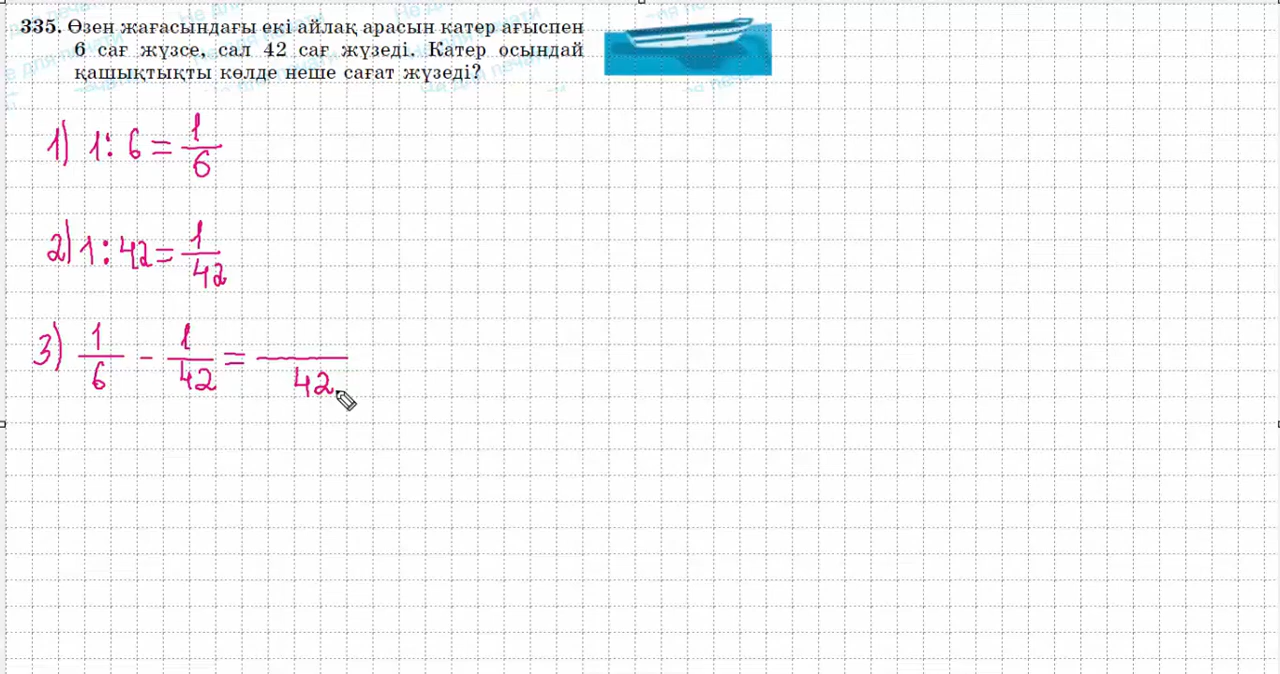 335. Өзен жағасындағы екі айлақ арасын катер ағыспен
6 сағ жүзсе, сал 42 сағ жүзеді. Катер осындай
қашықтықты көлде неше сағат жүзеді?
1) 1 : 6 = 1/6
2) 1 : 42 = 1/42
3) 1/6 - 1/42 = /42